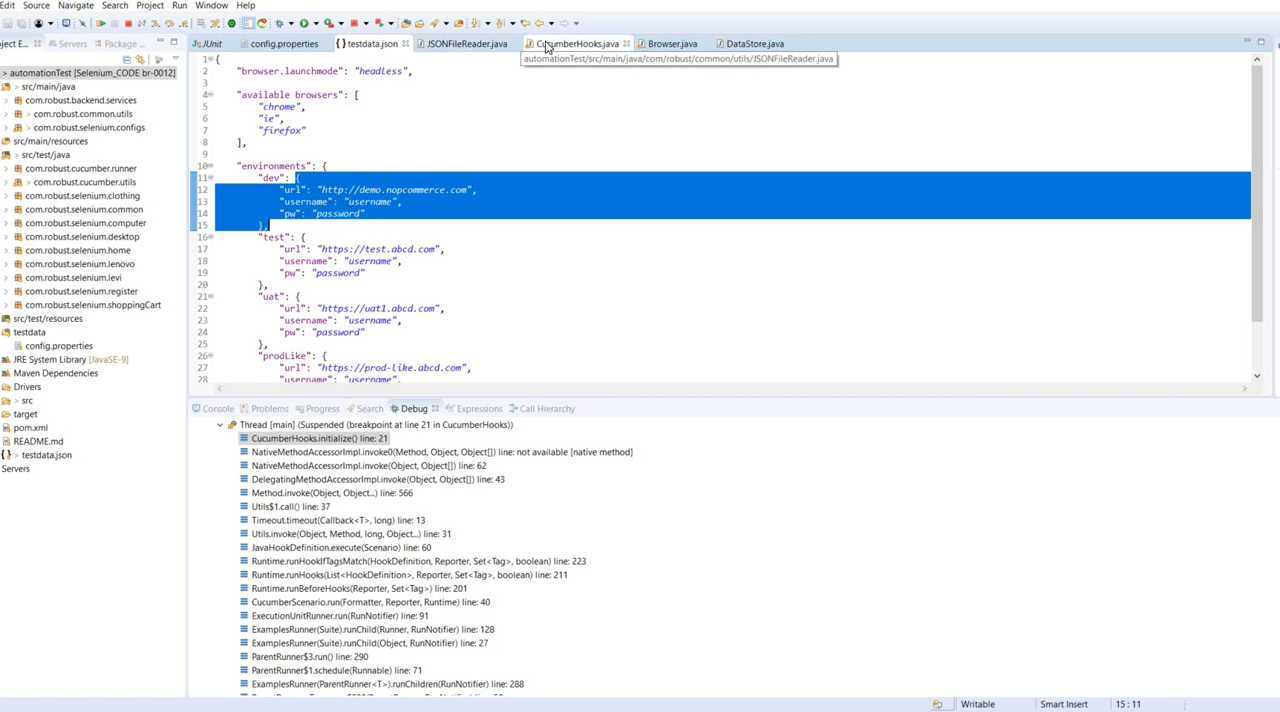 Edit Navigate Search Project Run Window Help
JUnit config.properties testdata.json JSONFileReader.java CucumberHooks.java Browser.java DataStore.java
automationTest/src/main/java/com/robust/common/utils/JSONFileReader.java
Servers Package ...
automationTest [Selenium_CODE br-0012]
src/main/java
com.robust.backend.services
com.robust.common.utils
com.robust.selenium.configs
src/main/resources
src/test/java
com.robust.cucumber.runner
com.robust.cucumber.utils
com.robust.selenium.clothing
com.robust.selenium.common
com.robust.selenium.computer
com.robust.selenium.desktop
com.robust.selenium.home
com.robust.selenium.lenovo
com.robust.selenium.levi
com.robust.selenium.register
com.robust.selenium.shoppingCart
src/test/resources
testdata
config.properties
JRE System Library [JavaSE-9]
Maven Dependencies
Drivers
src
target
pom.xml
README.md
testdata.json
Servers
1 {
2 "browser.launchmode": "headless",
3
4 "available browsers": [
5 "chrome",
6 "ie",
7 "firefox"
8 ],
9
10 "environments": {
11 "dev": {
12 "url": "http://demo.nopcommerce.com",
13 "username": "username",
14 "pw": "password"
15 },
16 "test": {
17 "url": "https://test.abcd.com",
18 "username": "username",
19 "pw": "password"
20 },
21 "uat": {
22 "url": "https://uat1.abcd.com",
23 "username": "username",
24 "pw": "password"
25 },
26 "prodLike": {
27 "url": "https://prod-like.abcd.com",
28 "username": "username",
Console Problems Progress Search Debug Expressions Call Hierarchy
Thread [main] (Suspended (breakpoint at line 21 in CucumberHooks))
CucumberHooks.initialize() line: 21
NativeMethodAccessorImpl.invoke0(Method, Object, Object[]) line: not available [native method]
NativeMethodAccessorImpl.invoke(Object, Object[]) line: 62
DelegatingMethodAccessorImpl.invoke(Object, Object[]) line: 43
Method.invoke(Object, Object...) line: 566
Utils$1.call() line: 37
Timeout.timeout(Callback<T>, long) line: 13
Utils.invoke(Object, Method, long, Object...) line: 31
JavaHookDefinition.execute(Scenario) line: 60
Runtime.runHookIfTagsMatch(HookDefinition, Reporter, Set<Tag>, boolean) line: 223
Runtime.runHooks(List<HookDefinition>, Reporter, Set<Tag>, boolean) line: 211
Runtime.runBeforeHooks(Reporter, Set<Tag>) line: 201
CucumberScenario.run(Formatter, Reporter, Runtime) line: 40
ExecutionUnitRunner.run(RunNotifier) line: 91
ExamplesRunner(Suite).runChild(Runner, RunNotifier) line: 128
ExamplesRunner(Suite).runChild(Object, RunNotifier) line: 27
ParentRunner$3.run() line: 290
ParentRunner$1.schedule(Runnable) line: 71
ExamplesRunner(ParentRunner<T>).runChildren(RunNotifier) line: 288
Writable Smart Insert 15 : 11